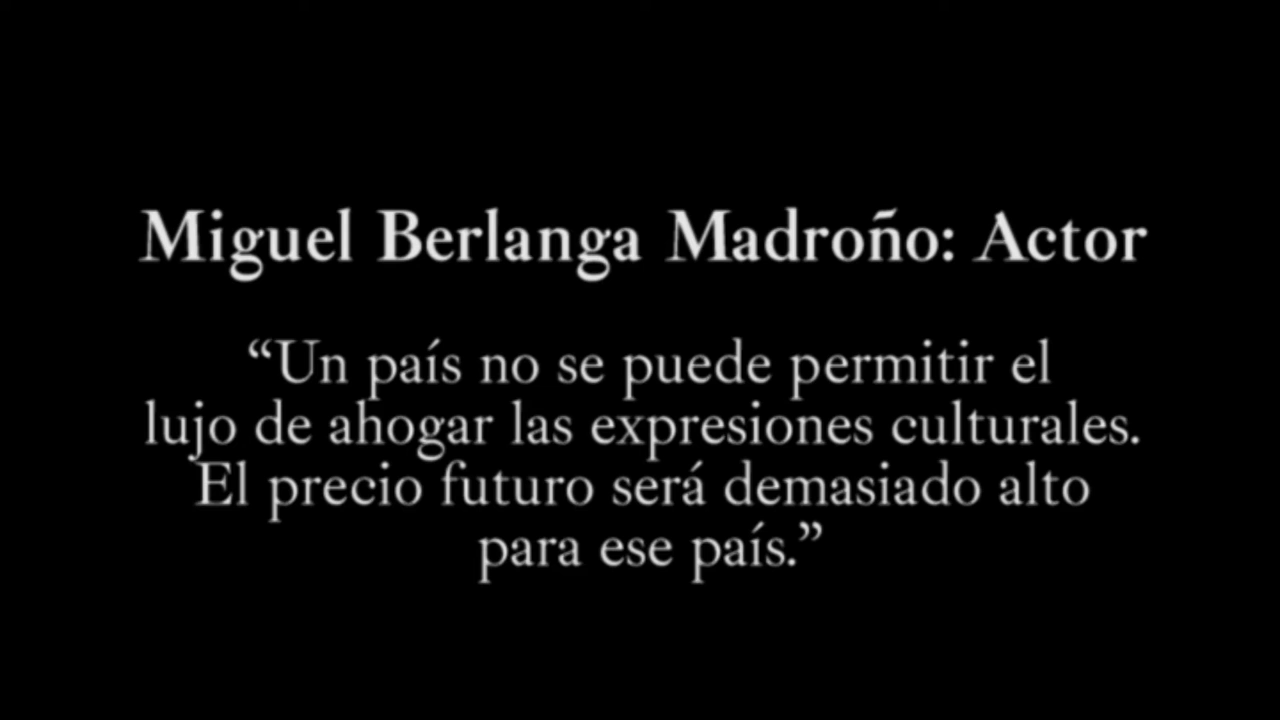 Miguel Berlanga Madroño: Actor
“Un país no se puede permitir el
lujo de ahogar las expresiones culturales.
El precio futuro será demasiado alto
para ese país.”